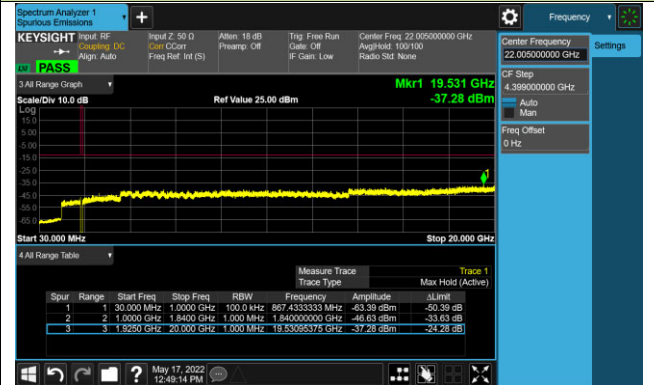 Spectrum Analyzer 1
Spurious Emissions
+
Frequency
KEYSIGHT
Input: RF
Coupling: DC
Align: Auto
Input Z: 50 Ω
Corr CCorr
Freq Ref: Int (S)
Atten: 18 dB
Preamp: Off
Trig: Free Run
Gate: Off
IF Gain: Low
Center Freq: 22.005000000 GHz
Avg|Hold: 100/100
Radio Std: None
PASS
Center Frequency
22.005000000 GHz
Settings
CF Step
4.399000000 GHz
Auto
Man
Freq Offset
0 Hz
3 All Range Graph
Mkr1 19.531 GHz
Scale/Div 10.0 dB
Ref Value 25.00 dBm
-37.28 dBm
Log
15.0
5.00
-5.00
-15.0
-25.0
-35.0
-45.0
-55.0
-65.0
1
Start 30.000 MHz
Stop 20.000 GHz
4 All Range Table
Measure Trace Trace 1
Trace Type Max Hold (Active)
Spur Range Start Freq Stop Freq RBW Frequency Amplitude ΔLimit
1 1 30.000 MHz 1.0000 GHz 100.0 kHz 867.4333333 MHz -63.39 dBm -50.39 dB
2 2 1.0000 GHz 1.8400 GHz 1.000 MHz 1.840000000 GHz -46.63 dBm -33.63 dB
3 3 1.9250 GHz 20.000 GHz 1.000 MHz 19.53095375 GHz -37.28 dBm -24.28 dB
?
May 17, 2022
12:49:14 PM